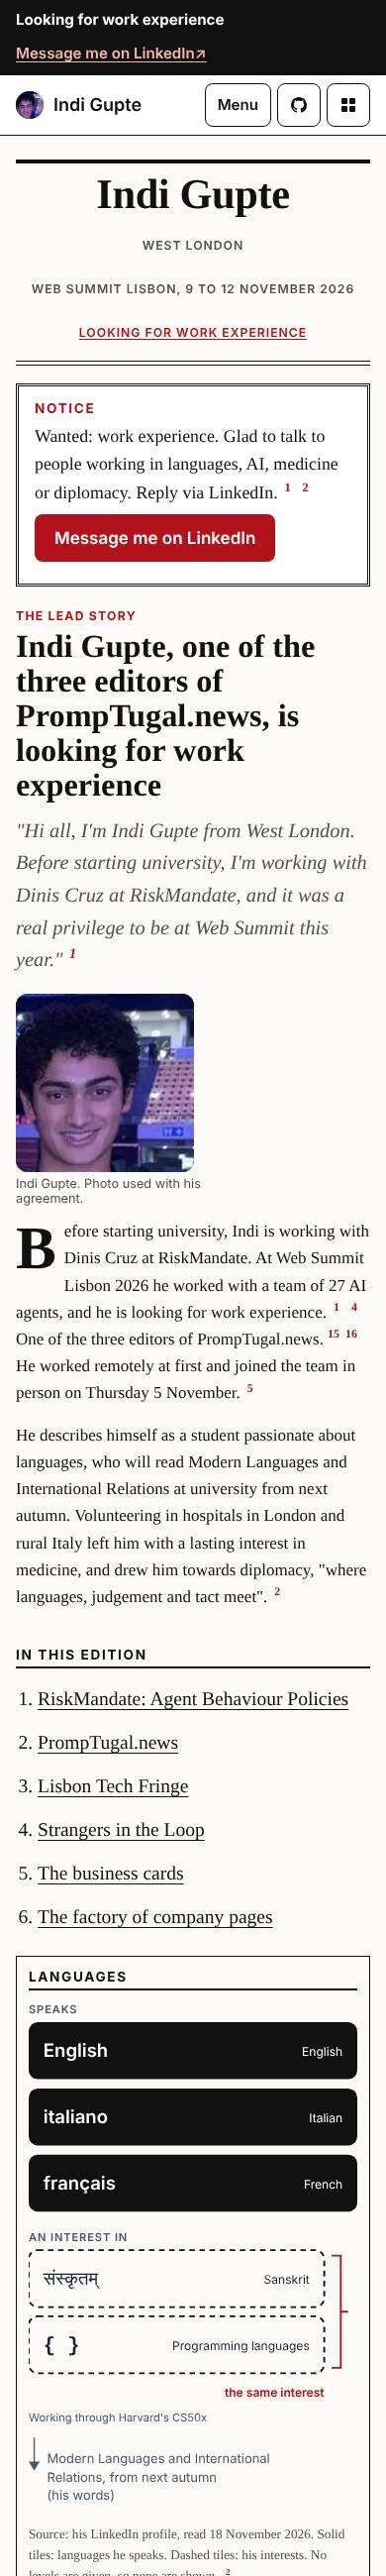 Looking for work experience
Message me on LinkedIn↗
Indi Gupte
Menu
Indi Gupte
WEST LONDON
WEB SUMMIT LISBON, 9 TO 12 NOVEMBER 2026
LOOKING FOR WORK EXPERIENCE
NOTICE
Wanted: work experience. Glad to talk to
people working in languages, AI, medicine
or diplomacy. Reply via LinkedIn. 1 2
Message me on LinkedIn
THE LEAD STORY
Indi Gupte, one of the
three editors of
PrompTugal.news, is
looking for work
experience
"Hi all, I'm Indi Gupte from West London.
Before starting university, I'm working with
Dinis Cruz at RiskMandate, and it was a
real privilege to be at Web Summit this
year." 1
Indi Gupte. Photo used with his
agreement.
Before starting university, Indi is working with
Dinis Cruz at RiskMandate. At Web Summit
Lisbon 2026 he worked with a team of 27 AI
agents, and he is looking for work experience. 1 4
One of the three editors of PrompTugal.news. 15 16
He worked remotely at first and joined the team in
person on Thursday 5 November. 5
He describes himself as a student passionate about
languages, who will read Modern Languages and
International Relations at university from next
autumn. Volunteering in hospitals in London and
rural Italy left him with a lasting interest in
medicine, and drew him towards diplomacy, "where
languages, judgement and tact meet". 2
IN THIS EDITION
1. RiskMandate: Agent Behaviour Policies
2. PrompTugal.news
3. Lisbon Tech Fringe
4. Strangers in the Loop
5. The business cards
6. The factory of company pages
LANGUAGES
SPEAKS
English English
italiano Italian
français French
AN INTEREST IN
संस्कृतम् Sanskrit
{ } Programming languages
the same interest
Working through Harvard's CS50x
Modern Languages and International
Relations, from next autumn
(his words)
Source: his LinkedIn profile, read 18 November 2026. Solid
tiles: languages he speaks. Dashed tiles: his interests. No
levels are given, so none are shown. 2